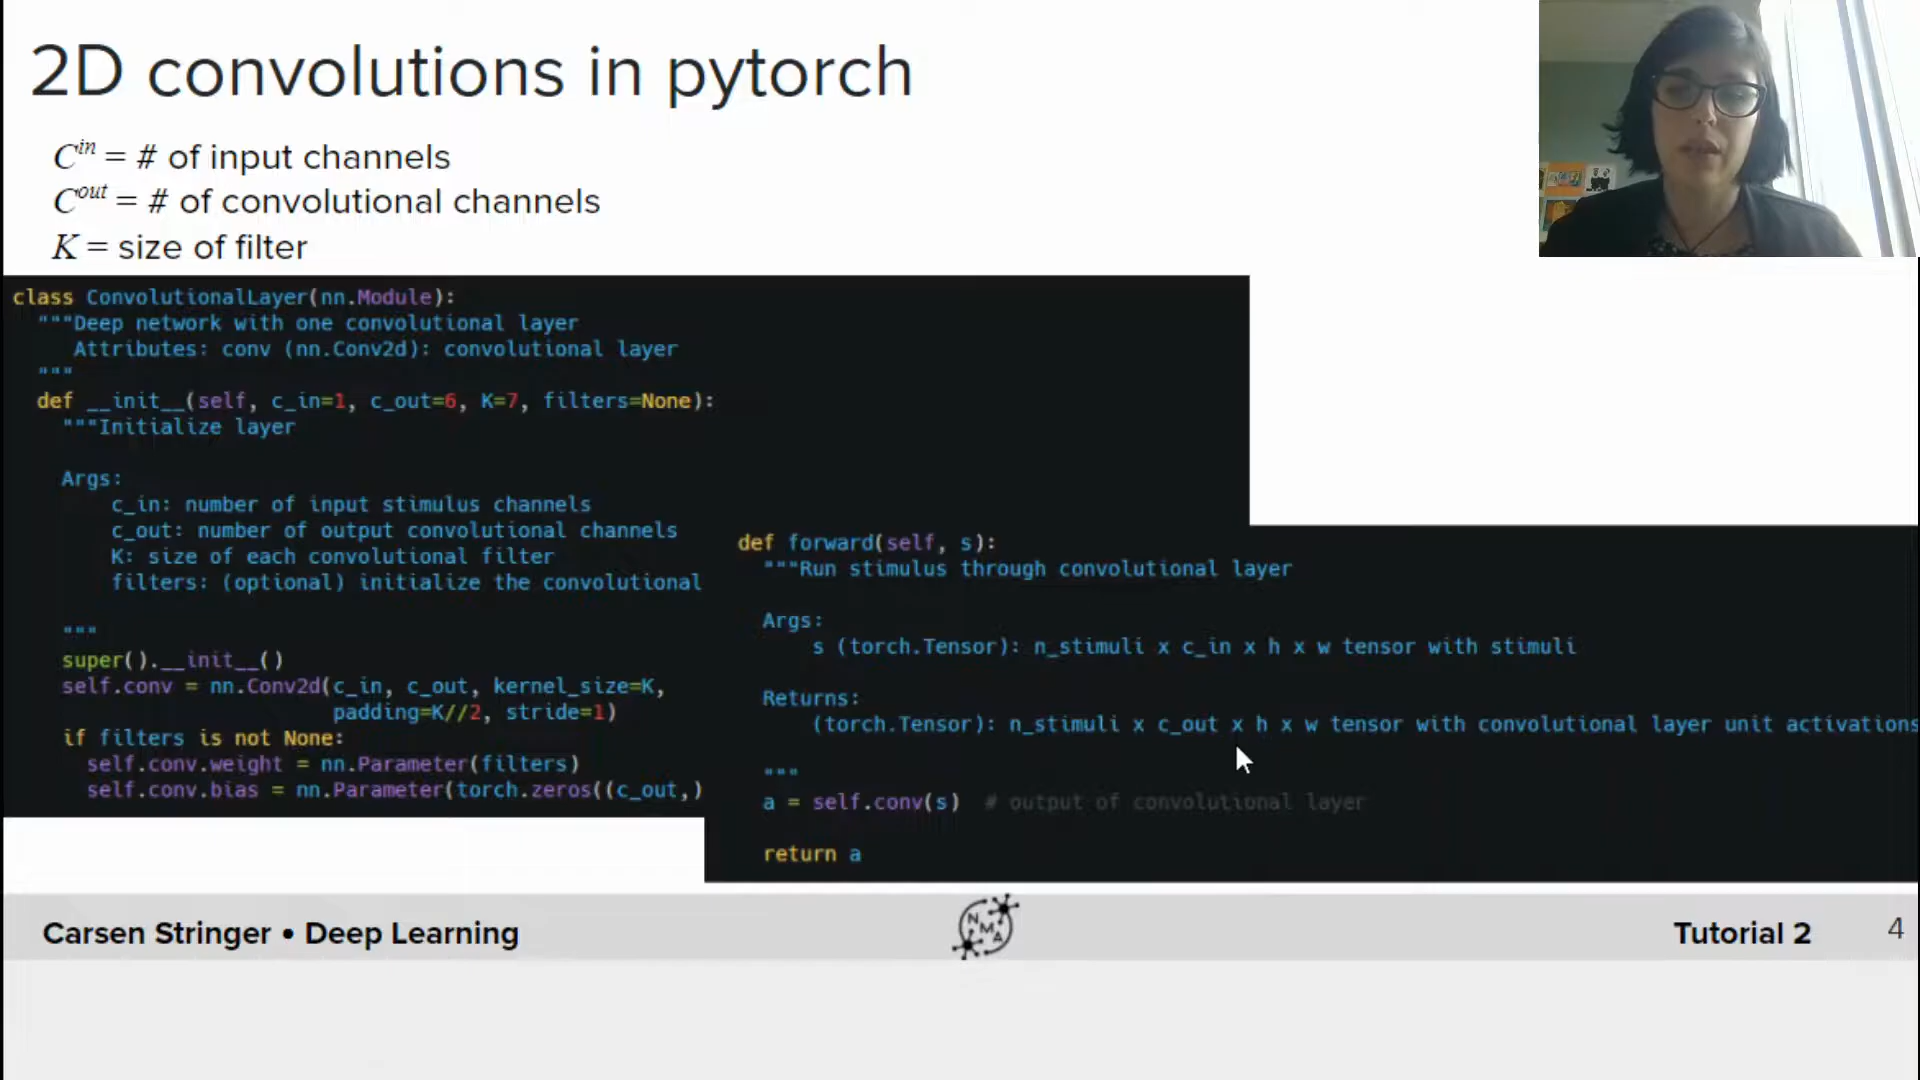 2D convolutions in pytorch
C^in = # of input channels
C^out = # of convolutional channels
K = size of filter
class ConvolutionalLayer(nn.Module):
"""Deep network with one convolutional layer
Attributes: conv (nn.Conv2d): convolutional layer
"""
def __init__(self, c_in=1, c_out=6, K=7, filters=None):
"""Initialize layer
Args:
c_in: number of input stimulus channels
c_out: number of output convolutional channels
K: size of each convolutional filter
filters: (optional) initialize the convolutional
"""
super().__init__()
self.conv = nn.Conv2d(c_in, c_out, kernel_size=K,
padding=K//2, stride=1)
if filters is not None:
self.conv.weight = nn.Parameter(filters)
self.conv.bias = nn.Parameter(torch.zeros((c_out,)
def forward(self, s):
"""Run stimulus through convolutional layer
Args:
s (torch.Tensor): n_stimuli x c_in x h x w tensor with stimuli
Returns:
(torch.Tensor): n_stimuli x c_out x h x w tensor with convolutional layer unit activations
"""
a = self.conv(s) # output of convolutional layer
return a
Carsen Stringer • Deep Learning
NMA
Tutorial 2
4